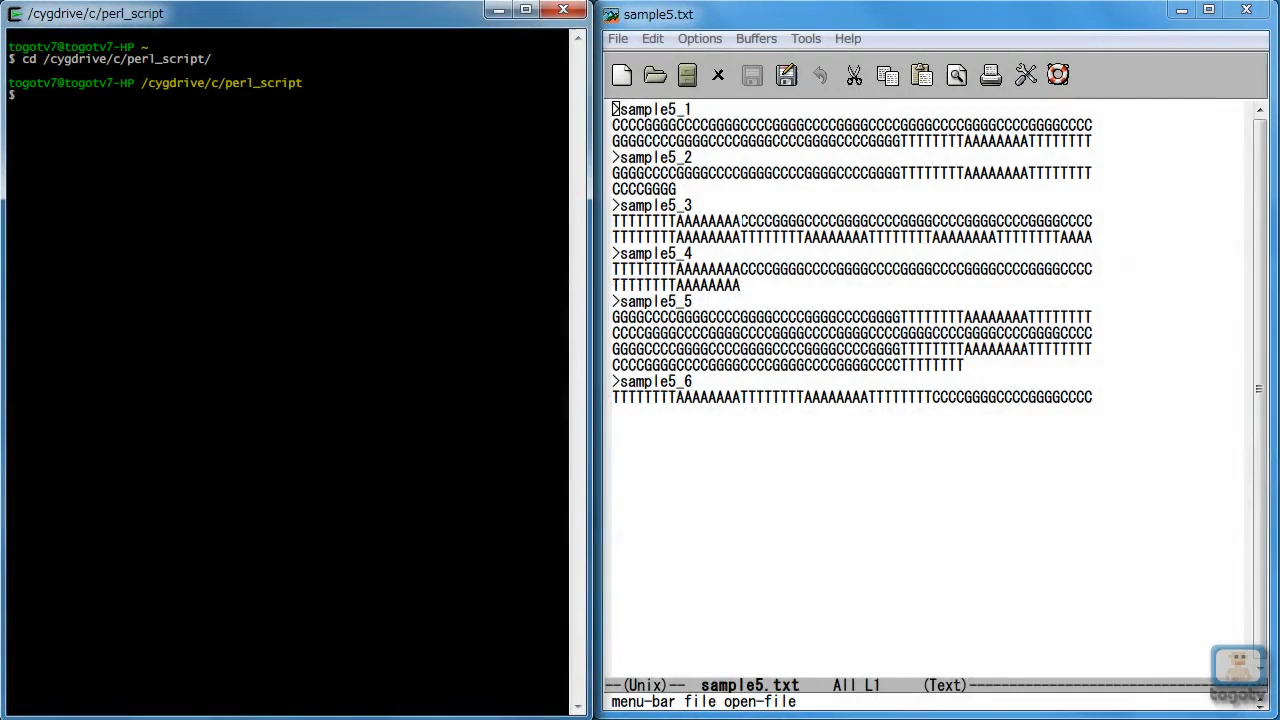 /cygdrive/c/perl_script
togotv7@togotv7-HP ~
$ cd /cygdrive/c/perl_script/
togotv7@togotv7-HP /cygdrive/c/perl_script
$
sample5.txt
File Edit Options Buffers Tools Help
>sample5_1
CCCCGGGGCCCCGGGGCCCCGGGGCCCCGGGGCCCCGGGGCCCCGGGGCCCCGGGGCCCC
GGGGCCCCGGGGCCCCGGGGCCCCGGGGCCCCGGGGTTTTTTTTAAAAAAAATTTTTTTT
>sample5_2
GGGGCCCCGGGGCCCCGGGGCCCCGGGGCCCCGGGGTTTTTTTTAAAAAAAATTTTTTTT
CCCCGGGG
>sample5_3
TTTTTTTTAAAAAAAACCCCGGGGCCCCGGGGCCCCGGGGCCCCGGGGCCCCGGGGCCCC
TTTTTTTTAAAAAAAATTTTTTTTAAAAAAAATTTTTTTTAAAAAAAATTTTTTTTAAAA
>sample5_4
TTTTTTTTAAAAAAAACCCCGGGGCCCCGGGGCCCCGGGGCCCCGGGGCCCCGGGGCCCC
TTTTTTTTAAAAAAAA
>sample5_5
GGGGCCCCGGGGCCCCGGGGCCCCGGGGCCCCGGGGTTTTTTTTAAAAAAAATTTTTTTT
CCCCGGGGCCCCGGGGCCCCGGGGCCCCGGGGCCCCGGGGCCCCGGGGCCCCGGGGCCCC
GGGGCCCCGGGGCCCCGGGGCCCCGGGGCCCCGGGGTTTTTTTTAAAAAAAATTTTTTTT
CCCCGGGGCCCCGGGGCCCCGGGGCCCCGGGGCCCCTTTTTTTT
>sample5_6
TTTTTTTTAAAAAAAATTTTTTTTAAAAAAAATTTTTTTTCCCCGGGGCCCCGGGGCCCC
--(Unix)-- sample5.txt All L1 (Text)
menu-bar file open-file
togotv